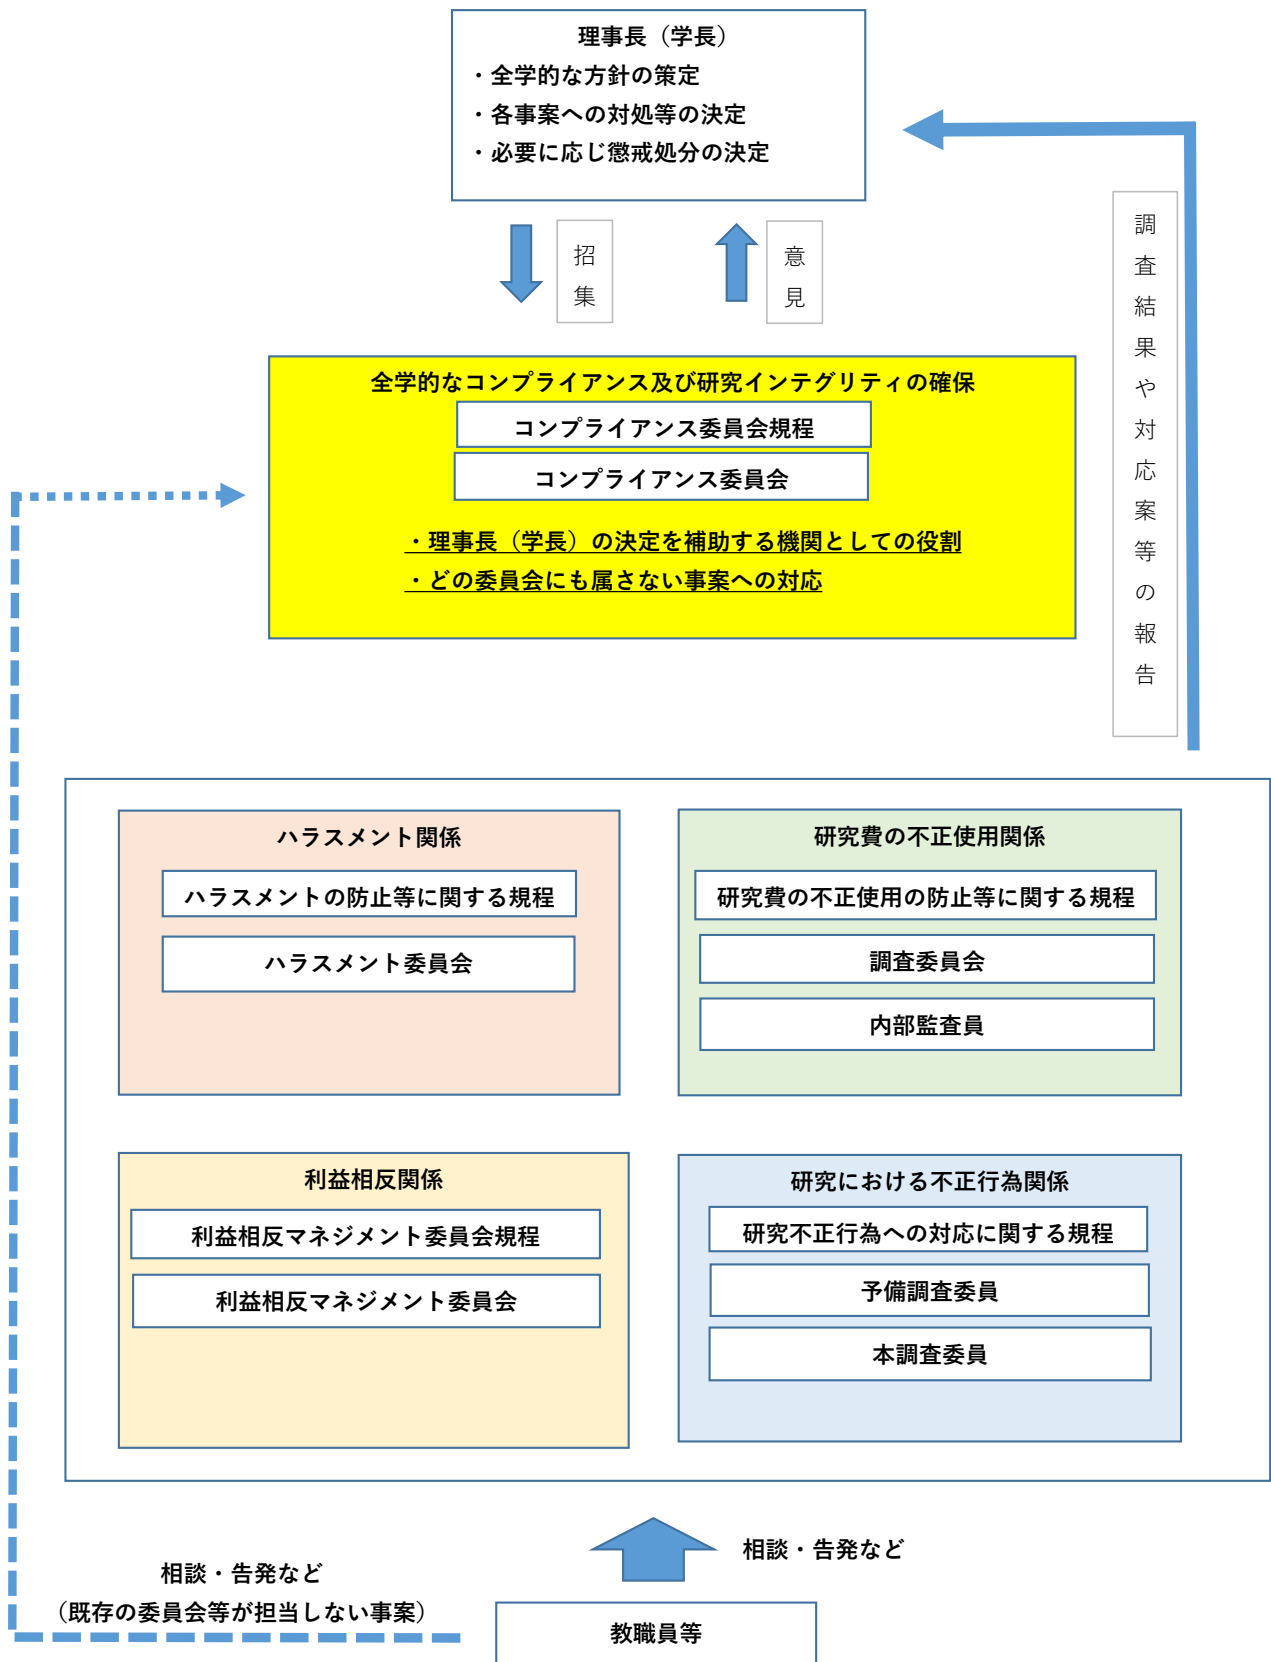 理事長（学長）
・全学的な方針の策定
・各事案への対処等の決定
・必要に応じ懲戒処分の決定
招集
意見
調査結果や対応案等の報告
全学的なコンプライアンス及び研究インテグリティの確保
コンプライアンス委員会規程
コンプライアンス委員会
・理事長（学長）の決定を補助する機関としての役割
・どの委員会にも属さない事案への対応
ハラスメント関係
ハラスメントの防止等に関する規程
ハラスメント委員会
研究費の不正使用関係
研究費の不正使用の防止等に関する規程
調査委員会
内部監査員
利益相反関係
利益相反マネジメント委員会規程
利益相反マネジメント委員会
研究における不正行為関係
研究不正行為への対応に関する規程
予備調査委員
本調査委員
相談・告発など
相談・告発など
（既存の委員会等が担当しない事案）
教職員等